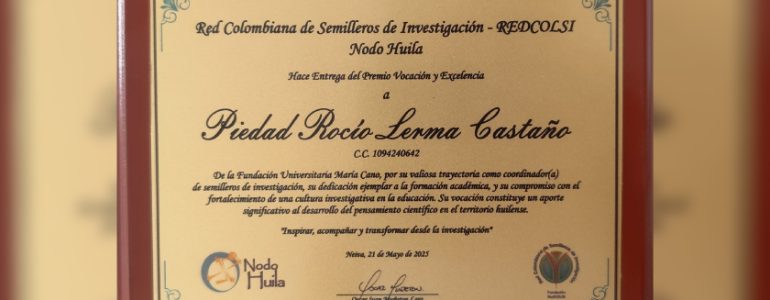 Red Colombiana de Semilleros de Investigación - REDCOLSI
Nodo Huila
Hace Entrega del Premio Vocación y Excelencia
a
Piedad Rocío Lerma Castaño
C.C. 1094240642
De la Fundación Universitaria María Cano, por su valiosa trayectoria como coordinador(a)
de semilleros de investigación, su dedicación ejemplar a la formación académica, y su compromiso con el
fortalecimiento de una cultura investigativa en la educación. Su vocación constituye un aporte
significativo al desarrollo del pensamiento científico en el territorio huilense.
"Inspirar, acompañar y transformar desde la investigación"
Neiva, 21 de Mayo de 2025
Nodo
Huila
Fundación